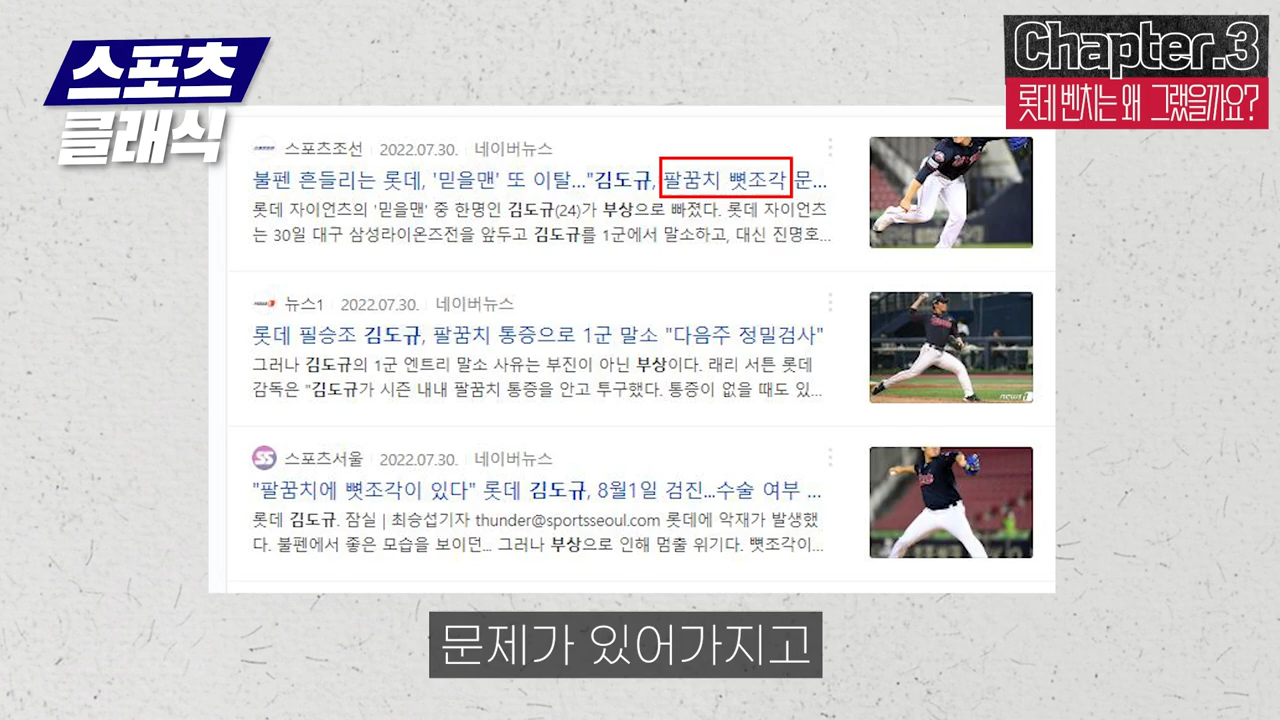 스포츠
클래식
Chapter.3
롯데 벤치는 왜 그랬을까요?
스포츠조선 2022.07.30. 네이버뉴스
불펜 흔들리는 롯데, '믿을맨' 또 이탈..."김도규, 팔꿈치 뼛조각 문...
롯데 자이언츠의 '믿을맨' 중 한명인 김도규(24)가 부상으로 빠졌다. 롯데 자이언츠
는 30일 대구 삼성라이온즈전을 앞두고 김도규를 1군에서 말소하고, 대신 진명호...
뉴스1 2022.07.30. 네이버뉴스
롯데 필승조 김도규, 팔꿈치 통증으로 1군 말소 "다음주 정밀검사"
그러나 김도규의 1군 엔트리 말소 사유는 부진이 아닌 부상이다. 래리 서튼 롯데
감독은 "김도규가 시즌 내내 팔꿈치 통증을 안고 투구했다. 통증이 없을 때도 있...
news1
스포츠서울 2022.07.30. 네이버뉴스
"팔꿈치에 뼛조각이 있다" 롯데 김도규, 8월1일 검진...수술 여부 ...
롯데 김도규. 잠실 | 최승섭기자 thunder@sportsseoul.com 롯데에 악재가 발생했
다. 불펜에서 좋은 모습을 보이던... 그러나 부상으로 인해 멈출 위기다. 뼛조각이...
문제가 있어가지고